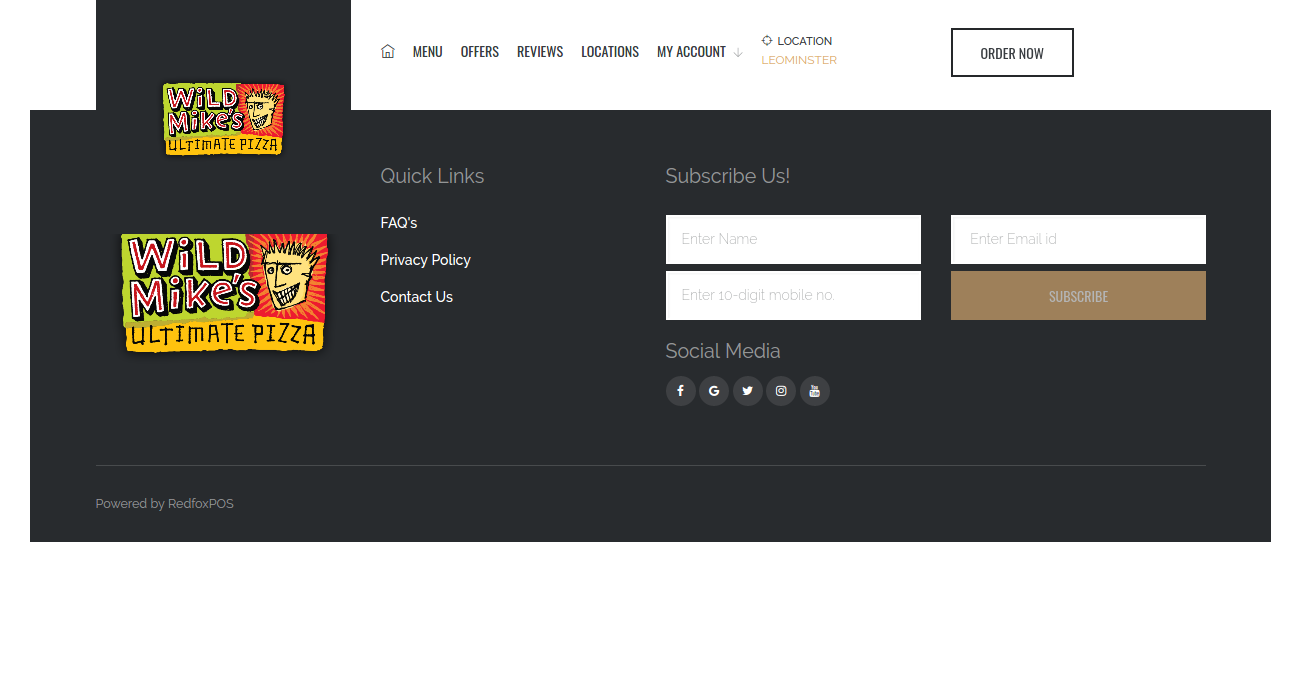 MENU OFFERS REVIEWS LOCATIONS MY ACCOUNT
LOCATION
LEOMINSTER
ORDER NOW
WiLD
Mike's
ULTIMATE PIZZA
WiLD
Mike's
ULTIMATE PIZZA
Quick Links
FAQ's
Privacy Policy
Contact Us
Subscribe Us!
Enter Name
Enter Email id
Enter 10-digit mobile no.
SUBSCRIBE
Social Media
You
Tube
Powered by RedfoxPOS